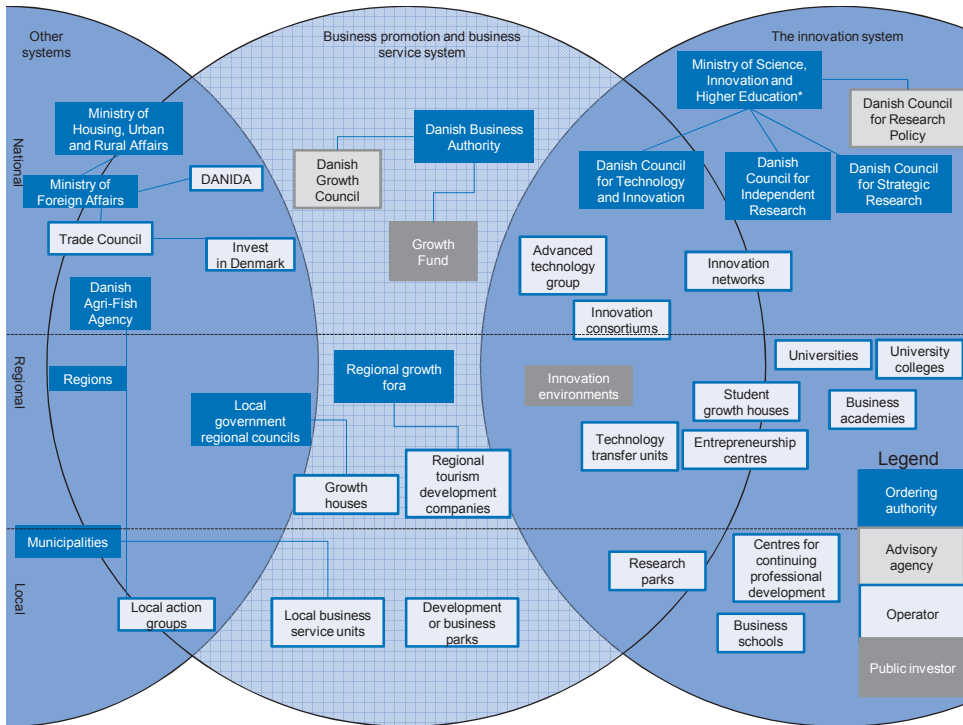 Other
systems
Business promotion and business
service system
The innovation system
National
Ministry of
Housing, Urban
and Rural Affairs
Ministry of
Foreign Affairs
DANIDA
Trade Council
Invest
in Denmark
Danish
Agri-Fish
Agency
Danish
Growth
Council
Danish Business
Authority
Growth
Fund
Ministry of Science,
Innovation and
Higher Education*
Danish Council
for Research
Policy
Danish Council
for Technology
and Innovation
Danish
Council for
Independent
Research
Danish Council
for Strategic
Research
Advanced
technology
group
Innovation
networks
Innovation
consortiums
Regional
Regions
Local
government
regional councils
Regional growth
fora
Growth
houses
Regional
tourism
development
companies
Innovation
environments
Universities
University
colleges
Student
growth houses
Business
academies
Technology
transfer units
Entrepreneurship
centres
Local
Municipalities
Local action
groups
Local business
service units
Development
or business
parks
Research
parks
Centres for
continuing
professional
development
Business
schools
Legend
Ordering
authority
Advisory
agency
Operator
Public investor